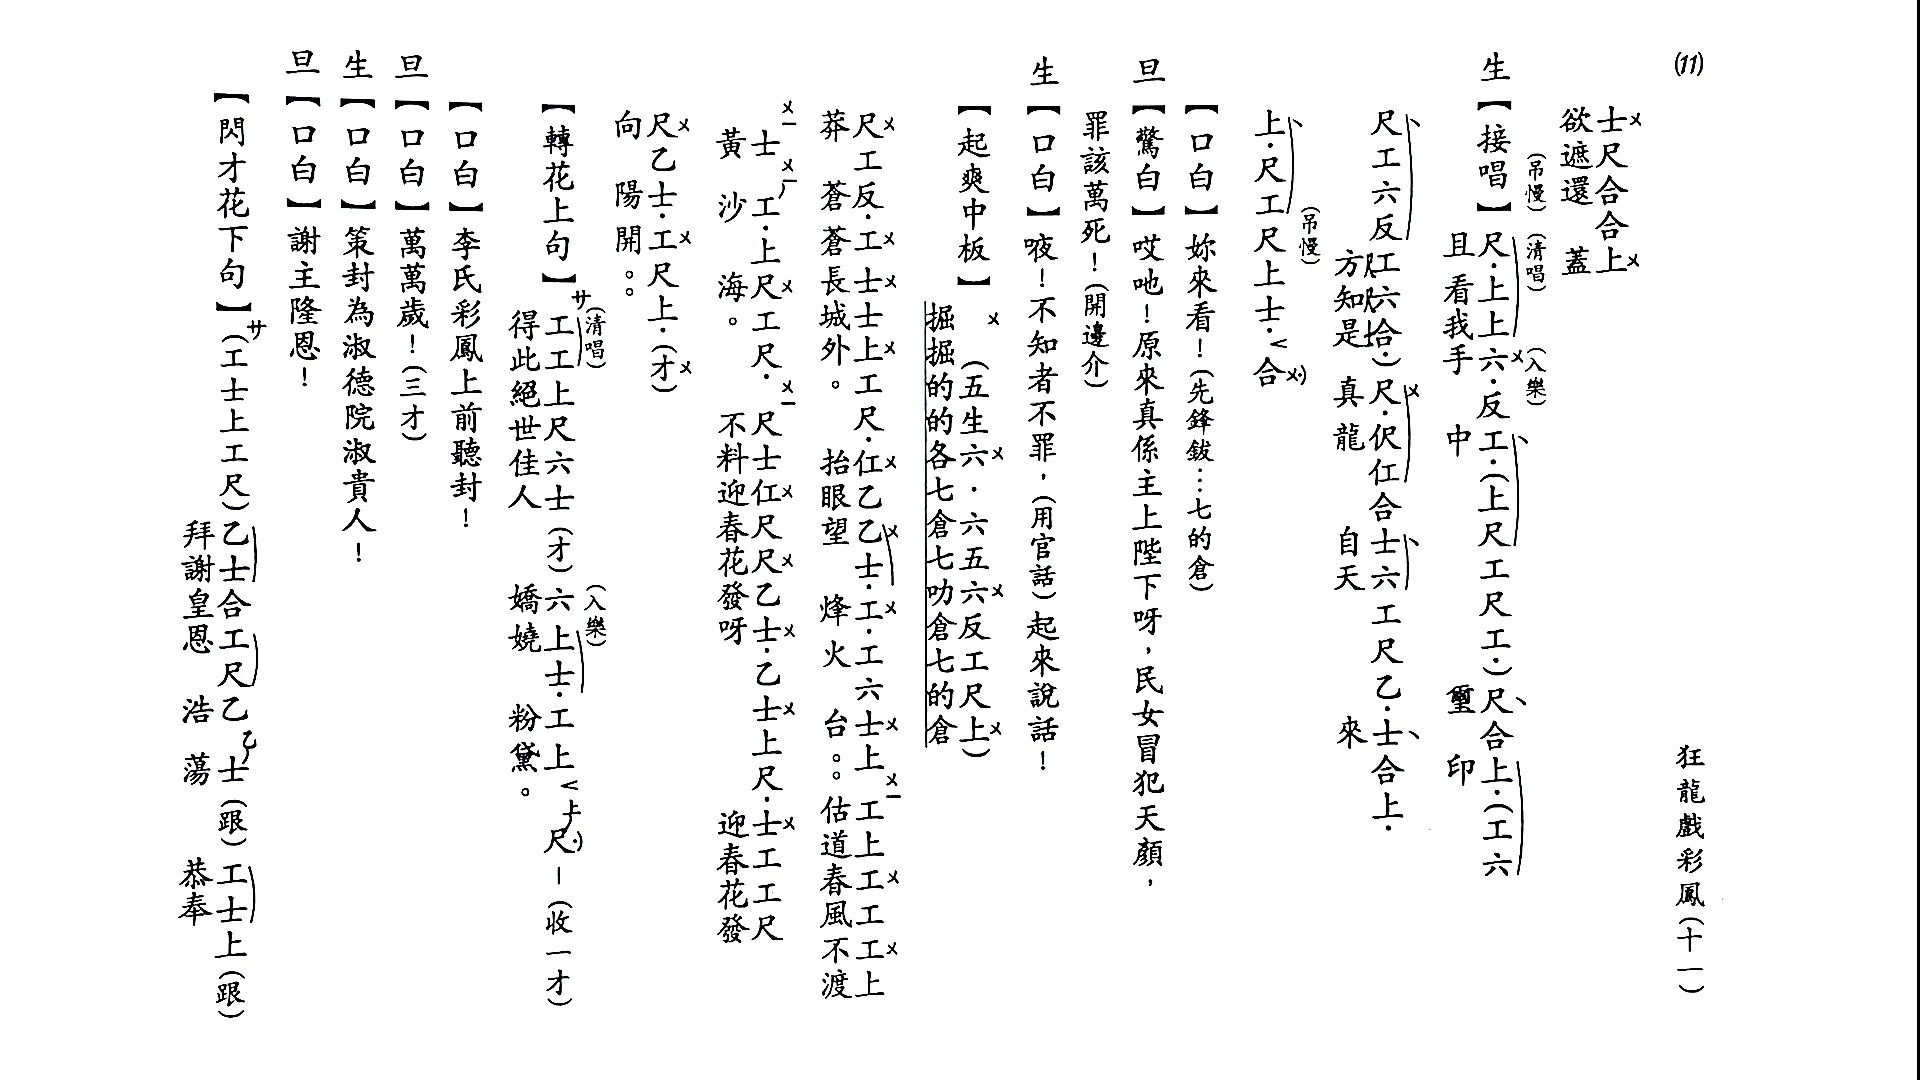 (11)
狂龍戲彩鳳(十一)
士尺合合上
欲遮還蓋
(吊慢)(清唱)(入樂)
生【接唱】尺.上上六.反工.(上尺工尺工.)尺合上.(工六
且看我手中璽印
尺工六反工六合.)尺.伬仁合士六工尺乙.士合上.
方知是真龍自天來
(吊慢)
上.尺工尺上士.合)
【口白】妳來看!(先鋒鈸…七的倉)
旦【驚白】哎吔!原來真係主上陛下呀,民女冒犯天顏,
罪該萬死!(開邊介)
生【口白】㖡!不知者不罪,(用官話)起來說話!
【起爽中板】(五生六.六五六反工尺上)
掘掘的的各七倉七叻倉七的倉
尺工反.工士士上工尺.仜乙乙士.工.工六士上工上工工工上
莽蒼蒼長城外。抬眼望烽火台。。估道春風不渡
士工.上尺工尺.尺士仜尺尺乙士.乙士上尺.士工工尺
黃沙海。不料迎春花發呀迎春花發
尺乙士.工尺上.(才)
向陽開。。
(清唱)(入樂)
【轉花上句】サ工工上尺六士(才)六上士.工上尺–(收一才)
得此絕世佳人嬌嬈粉黛。
【口白】李氏彩鳳上前聽封!
旦【口白】萬萬歲!(三才)
生【口白】策封為淑德院淑貴人!
旦【口白】謝主隆恩!
【閃才花下句】サ(工士上工尺)乙士合工尺乙乙士(跟)工士上(跟)
拜謝皇恩浩蕩恭奉